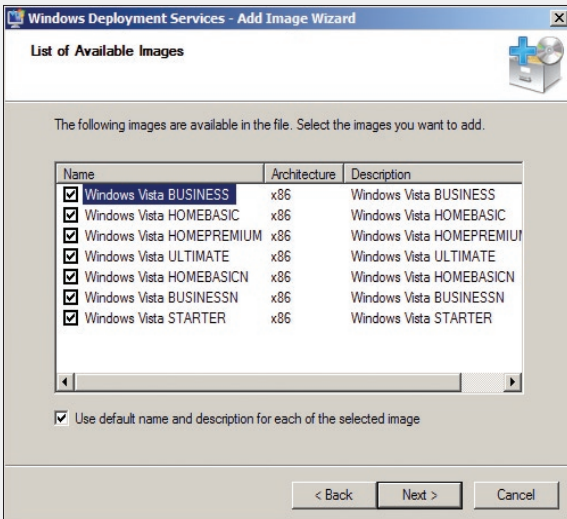 Windows Deployment Services - Add Image Wizard
List of Available Images
The following images are available in the file. Select the images you want to add.
Name Architecture Description
Windows Vista BUSINESS x86 Windows Vista BUSINESS
Windows Vista HOMEBASIC x86 Windows Vista HOMEBASIC
Windows Vista HOMEPREMIUM x86 Windows Vista HOMEPREMIUM
Windows Vista ULTIMATE x86 Windows Vista ULTIMATE
Windows Vista HOMEBASICN x86 Windows Vista HOMEBASICN
Windows Vista BUSINESSN x86 Windows Vista BUSINESSN
Windows Vista STARTER x86 Windows Vista STARTER
Use default name and description for each of the selected image
< Back Next > Cancel